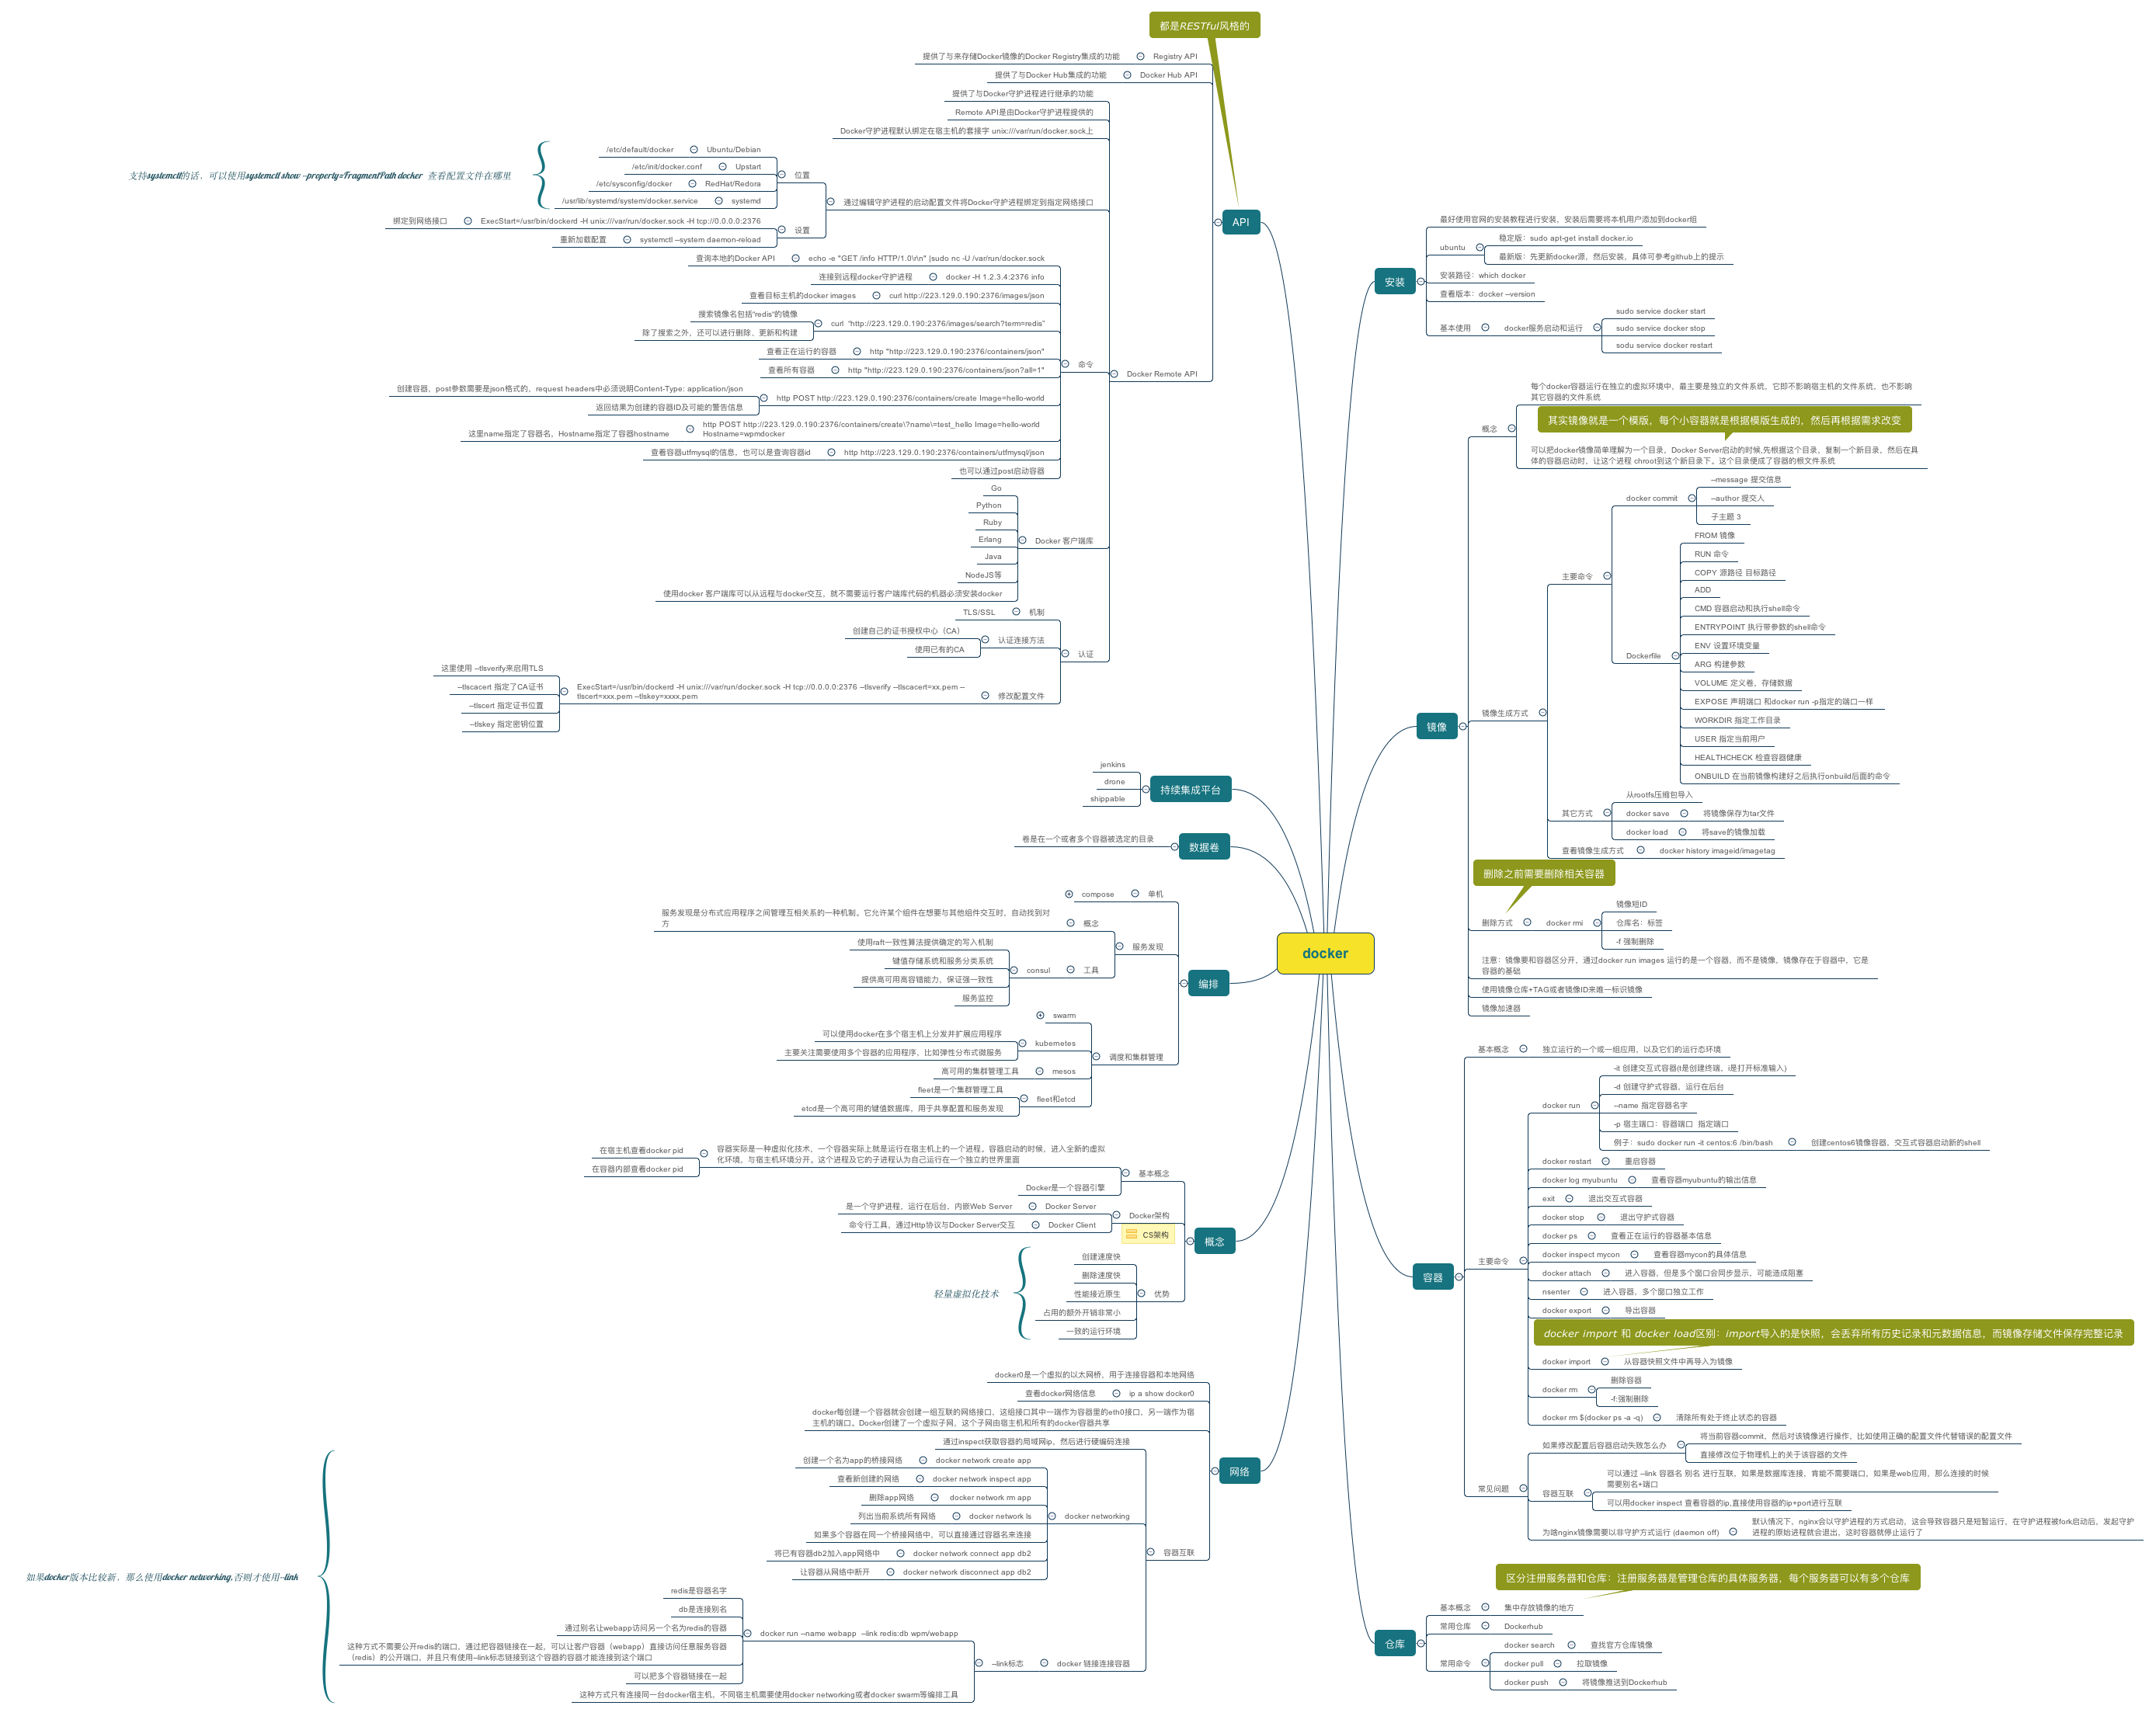 都是RESTful风格的
提供了与来存储Docker镜像的Docker Registry集成的功能
Registry API
提供了与Docker Hub集成的功能
Docker Hub API
提供了与Docker守护进程进行继承的功能
Remote API是由Docker守护进程提供的
Docker守护进程默认绑定在宿主机的套接字 unix:///var/run/docker.sock上
/etc/default/docker
Ubuntu/Debian
/etc/init/docker.conf
Upstart
/etc/sysconfig/docker
RedHat/Redora
/usr/lib/systemd/system/docker.service
systemd
位置
支持systemctl的话，可以使用systemctl show --property=FragmentPath docker 查看配置文件在哪里
绑定到网络接口
ExecStart=/usr/bin/dockerd -H unix:///var/run/docker.sock -H tcp://0.0.0.0:2376
重新加载配置
systemctl --system daemon-reload
设置
通过编辑守护进程的启动配置文件将Docker守护进程绑定到指定网络接口
API
查询本地的Docker API
echo -e "GET /info HTTP/1.0\r\n" |sudo nc -U /var/run/docker.sock
连接到远程docker守护进程
docker -H 1.2.3.4:2376 info
查看目标主机的docker images
curl http://223.129.0.190:2376/images/json
搜索镜像名包括“redis”的镜像
除了搜索之外，还可以进行删除、更新和构建
curl "http://223.129.0.190:2376/images/search?term=redis"
查看正在运行的容器
http "http://223.129.0.190:2376/containers/json"
查看所有容器
http "http://223.129.0.190:2376/containers/json?all=1"
命令
Docker Remote API
创建容器，post参数需要是json格式的，request headers中必须说明Content-Type: application/json
返回结果为创建的容器ID及可能的警告信息
http POST http://223.129.0.190:2376/containers/create Image=hello-world
这里name指定了容器名，Hostname指定了容器hostname
http POST http://223.129.0.190:2376/containers/create\?name\=test_hello Image=hello-world
Hostname=wpmdocker
查看容器utfmysql的信息，也可以是查询容器id
http http://223.129.0.190:2376/containers/utfmysql/json
也可以通过post启动容器
Go
Python
Ruby
Erlang
Java
NodeJS等
使用docker 客户端库可以从远程与docker交互，就不需要运行客户端库代码的机器必须安装docker
Docker 客户端库
TLS/SSL
机制
创建自己的证书授权中心（CA）
使用已有的CA
认证连接方法
认证
这里使用 --tlsverify来启用TLS
--tlscacert 指定了CA证书
--tlscert 指定证书位置
--tlskey 指定密钥位置
ExecStart=/usr/bin/dockerd -H unix:///var/run/docker.sock -H tcp://0.0.0.0:2376 --tlsverify --tlscacert=xx.pem --
tlscert=xxx.pem --tlskey=xxxx.pem
修改配置文件
jenkins
drone
shippable
持续集成平台
卷是在一个或者多个容器被选定的目录
数据卷
compose
单机
服务发现是分布式应用程序之间管理互相关系的一种机制。它允许某个组件在想要与其他组件交互时，自动找到对
方
概念
服务发现
使用raft一致性算法提供确定的写入机制
键值存储系统和服务分类系统
提供高可用高容错能力，保证强一致性
服务监控
consul
工具
编排
swarm
可以使用docker在多个宿主机上分发并扩展应用程序
主要关注需要使用多个容器的应用程序，比如弹性分布式微服务
kubernetes
高可用的集群管理工具
mesos
fleet是一个集群管理工具
etcd是一个高可用的键值数据库，用于共享配置和服务发现
fleet和etcd
调度和集群管理
在宿主机查看docker pid
在容器内部查看docker pid
容器实际是一种虚拟化技术，一个容器实际上就是运行在宿主机上的一个进程。容器启动的时候，进入全新的虚拟
化环境，与宿主机环境分开。这个进程及它的子进程认为自己运行在一个独立的世界里面
基本概念
Docker是一个容器引擎
是一个守护进程，运行在后台，内嵌Web Server
Docker Server
命令行工具，通过Http协议与Docker Server交互
Docker Client
Docker架构
CS架构
概念
创建速度快
删除速度快
性能接近原生
占用的额外开销非常小
一致的运行环境
优势
轻量虚拟化技术
docker0是一个虚拟的以太网桥，用于连接容器和本地网络
查看docker网络信息
ip a show docker0
docker每创建一个容器就会创建一组互联的网络接口，这组接口其中一端作为容器里的eth0接口，另一端作为宿
主机的端口。Docker创建了一个虚拟子网，这个子网由宿主机和所有的docker容器共享
网络
通过inspect获取容器的局域网ip，然后进行硬编码连接
创建一个名为app的桥接网络
docker network create app
查看新创建的网络
docker network inspect app
删除app网络
docker network rm app
列出当前系统所有网络
docker network ls
docker networking
如果多个容器在同一个桥接网络中，可以直接通过容器名来连接
将已有容器db2加入app网络中
docker network connect app db2
让容器从网络中断开
docker network disconnect app db2
容器互联
如果docker版本比较新，那么使用docker networking,否则才使用--link
redis是容器名字
db是连接别名
通过别名让webapp访问另一个名为redis的容器
这种方式不需要公开redis的端口，通过把容器链接在一起，可以让客户容器（webapp）直接访问任意服务容器
（redis）的公开端口，并且只有使用--link标志链接到这个容器的容器才能连接到这个端口
可以把多个容器链接在一起
docker run --name webapp --link redis:db wpm/webapp
这种方式只有连接同一台docker宿主机，不同宿主机需要使用docker networking或者docker swarm等编排工具
--link标志
docker 链接连接容器
docker
安装
最好使用官网的安装教程进行安装，安装后需要将本机用户添加到docker组
ubuntu
稳定版：sudo apt-get install docker.io
最新版：先更新docker源，然后安装，具体可参考github上的提示
安装路径：which docker
查看版本：docker --version
基本使用
docker服务启动和运行
sudo service docker start
sudo service docker stop
sodu service docker restart
镜像
概念
每个docker容器运行在独立的虚拟环境中，最主要是独立的文件系统，它即不影响宿主机的文件系统，也不影响
其它容器的文件系统
其实镜像就是一个模版，每个小容器就是根据模版生成的，然后再根据需求改变
可以把docker镜像简单理解为一个目录，Docker Server启动的时候,先根据这个目录，复制一个新目录，然后在具
体的容器启动时，让这个进程 chroot到这个新目录下。这个目录便成了容器的根文件系统
镜像生成方式
主要命令
docker commit
--message 提交信息
--author 提交人
子主题 3
Dockerfile
FROM 镜像
RUN 命令
COPY 源路径 目标路径
ADD
CMD 容器启动和执行shell命令
ENTRYPOINT 执行带参数的shell命令
ENV 设置环境变量
ARG 构建参数
VOLUME 定义卷，存储数据
EXPOSE 声明端口 和docker run -p指定的端口一样
WORKDIR 指定工作目录
USER 指定当前用户
HEALTHCHECK 检查容器健康
ONBUILD 在当前镜像构建好之后执行onbuild后面的命令
其它方式
从rootfs压缩包导入
docker save
将镜像保存为tar文件
docker load
将save的镜像加载
查看镜像生成方式
docker history imageid/imagetag
删除之前需要删除相关容器
删除方式
docker rmi
镜像短ID
仓库名：标签
-f 强制删除
注意：镜像要和容器区分开，通过docker run images 运行的是一个容器，而不是镜像，镜像存在于容器中，它是
容器的基础
使用镜像仓库+TAG或者镜像ID来唯一标识镜像
镜像加速器
容器
基本概念
独立运行的一个或一组应用，以及它们的运行态环境
主要命令
docker run
-it 创建交互式容器(t是创建终端，i是打开标准输入)
-d 创建守护式容器，运行在后台
--name 指定容器名字
-p 宿主端口：容器端口 指定端口
例子：sudo docker run -it centos:6 /bin/bash
创建centos6镜像容器，交互式容器启动新的shell
docker restart
重启容器
docker log myubuntu
查看容器myubuntu的输出信息
exit
退出交互式容器
docker stop
退出守护式容器
docker ps
查看正在运行的容器基本信息
docker inspect mycon
查看容器mycon的具体信息
docker attach
进入容器，但是多个窗口会同步显示，可能造成阻塞
nsenter
进入容器，多个窗口独立工作
docker export
导出容器
docker import 和 docker load区别：import导入的是快照，会丢弃所有历史记录和元数据信息，而镜像存储文件保存完整记录
docker import
从容器快照文件中再导入为镜像
docker rm
删除容器
-f:强制删除
docker rm $(docker ps -a -q)
清除所有处于终止状态的容器
常见问题
如果修改配置后容器启动失败怎么办
将当前容器commit，然后对该镜像进行操作，比如使用正确的配置文件代替错误的配置文件
直接修改位于物理机上的关于该容器的文件
容器互联
可以通过 --link 容器名 别名 进行互联，如果是数据库连接，肯能不需要端口，如果是web应用，那么连接的时候
需要别名+端口
可以用docker inspect 查看容器的ip,直接使用容器的ip+port进行互联
为啥nginx镜像需要以非守护方式运行 (daemon off)
默认情况下，nginx会以守护进程的方式启动，这会导致容器只是短暂运行，在守护进程被fork启动后，发起守护
进程的原始进程就会退出，这时容器就停止运行了
区分注册服务器和仓库：注册服务器是管理仓库的具体服务器，每个服务器可以有多个仓库
仓库
基本概念
集中存放镜像的地方
常用仓库
Dockerhub
常用命令
docker search
查找官方仓库镜像
docker pull
拉取镜像
docker push
将镜像推送到Dockerhub